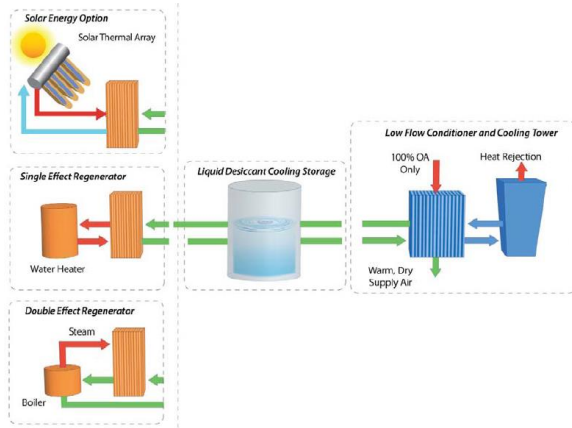 Solar Energy Option
Solar Thermal Array
Single Effect Regenerator
Water Heater
Double Effect Regenerator
Steam
Boiler
Liquid Desiccant Cooling Storage
Low Flow Conditioner and Cooling Tower
100% OA
Only
Heat Rejection
Warm, Dry
Supply Air